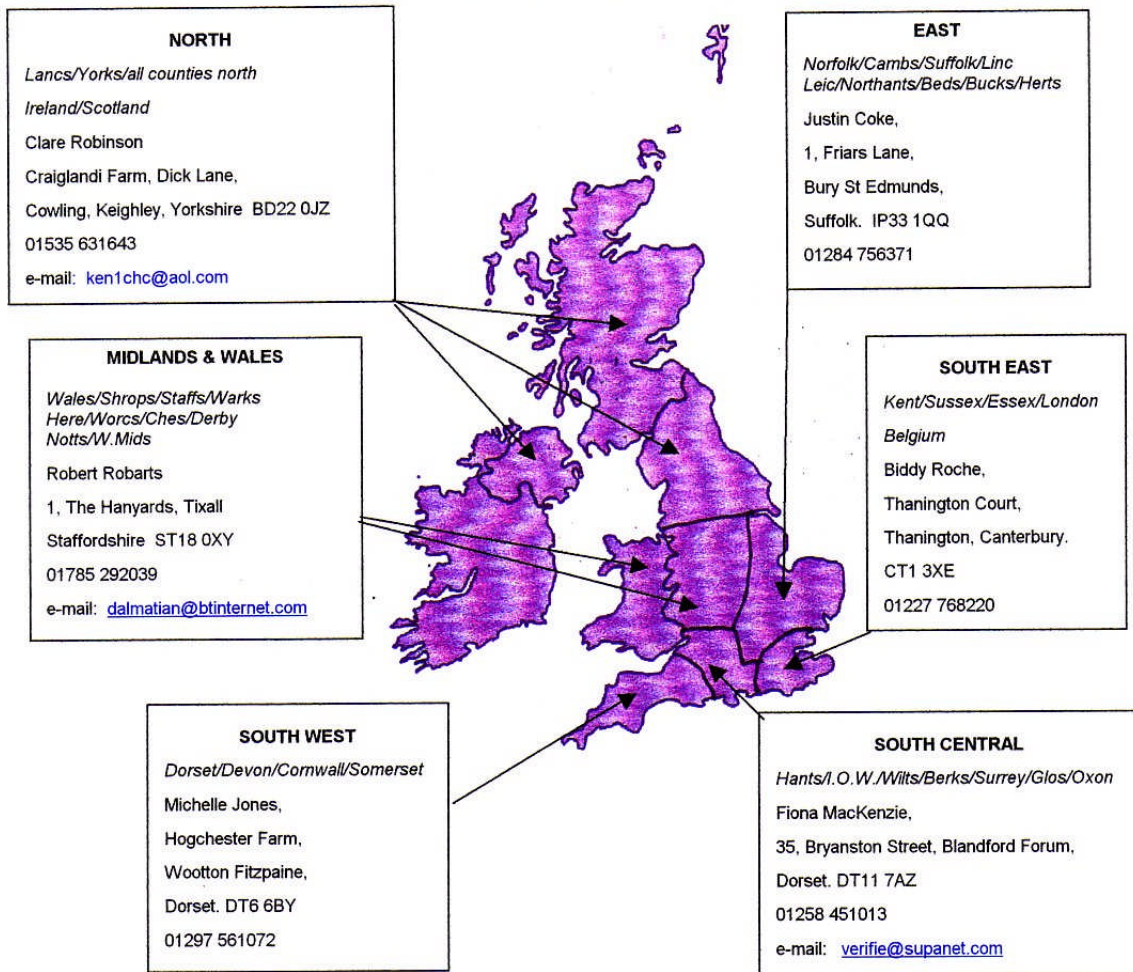 NORTH
Lancs/Yorks/all counties north
Ireland/Scotland
Clare Robinson
Craiglandi Farm, Dick Lane,
Cowling, Keighley, Yorkshire BD22 0JZ
01535 631643
e-mail: ken1chc@aol.com
EAST
Norfolk/Cambs/Suffolk/Linc
Leic/Northants/Beds/Bucks/Herts
Justin Coke,
1, Friars Lane,
Bury St Edmunds,
Suffolk. IP33 1QQ
01284 756371
MIDLANDS & WALES
Wales/Shrops/Staffs/Warks
Here/Worcs/Ches/Derby
Notts/W.Mids
Robert Robarts
1, The Hanyards, Tixall
Staffordshire ST18 0XY
01785 292039
e-mail: dalmatian@btinternet.com
SOUTH EAST
Kent/Sussex/Essex/London
Belgium
Biddy Roche,
Thanington Court,
Thanington, Canterbury.
CT1 3XE
01227 768220
SOUTH WEST
Dorset/Devon/Cornwall/Somerset
Michelle Jones,
Hogchester Farm,
Wootton Fitzpaine,
Dorset. DT6 6BY
01297 561072
SOUTH CENTRAL
Hants/I.O.W./Wilts/Berks/Surrey/Glos/Oxon
Fiona MacKenzie,
35, Bryanston Street, Blandford Forum,
Dorset. DT11 7AZ
01258 451013
e-mail: verifie@supanet.com